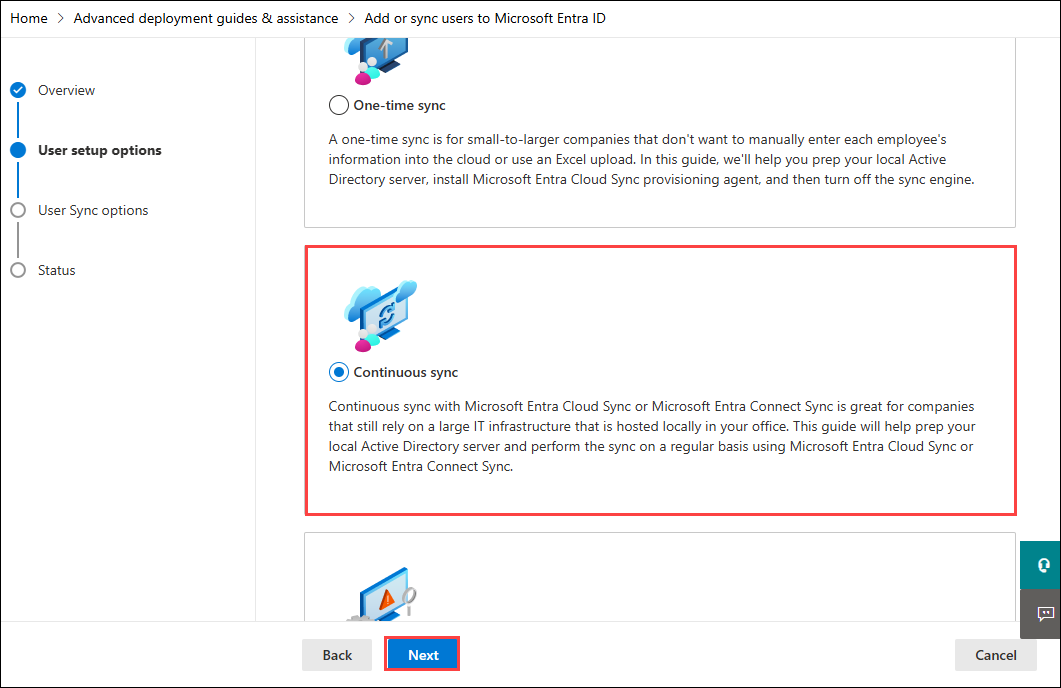 Home > Advanced deployment guides & assistance > Add or sync users to Microsoft Entra ID
Overview
User setup options
User Sync options
Status
One-time sync
A one-time sync is for small-to-larger companies that don't want to manually enter each employee's
information into the cloud or use an Excel upload. In this guide, we'll help you prep your local Active
Directory server, install Microsoft Entra Cloud Sync provisioning agent, and then turn off the sync engine.
Continuous sync
Continuous sync with Microsoft Entra Cloud Sync or Microsoft Entra Connect Sync is great for companies
that still rely on a large IT infrastructure that is hosted locally in your office. This guide will help prep your
local Active Directory server and perform the sync on a regular basis using Microsoft Entra Cloud Sync or
Microsoft Entra Connect Sync.
Back
Next
Cancel